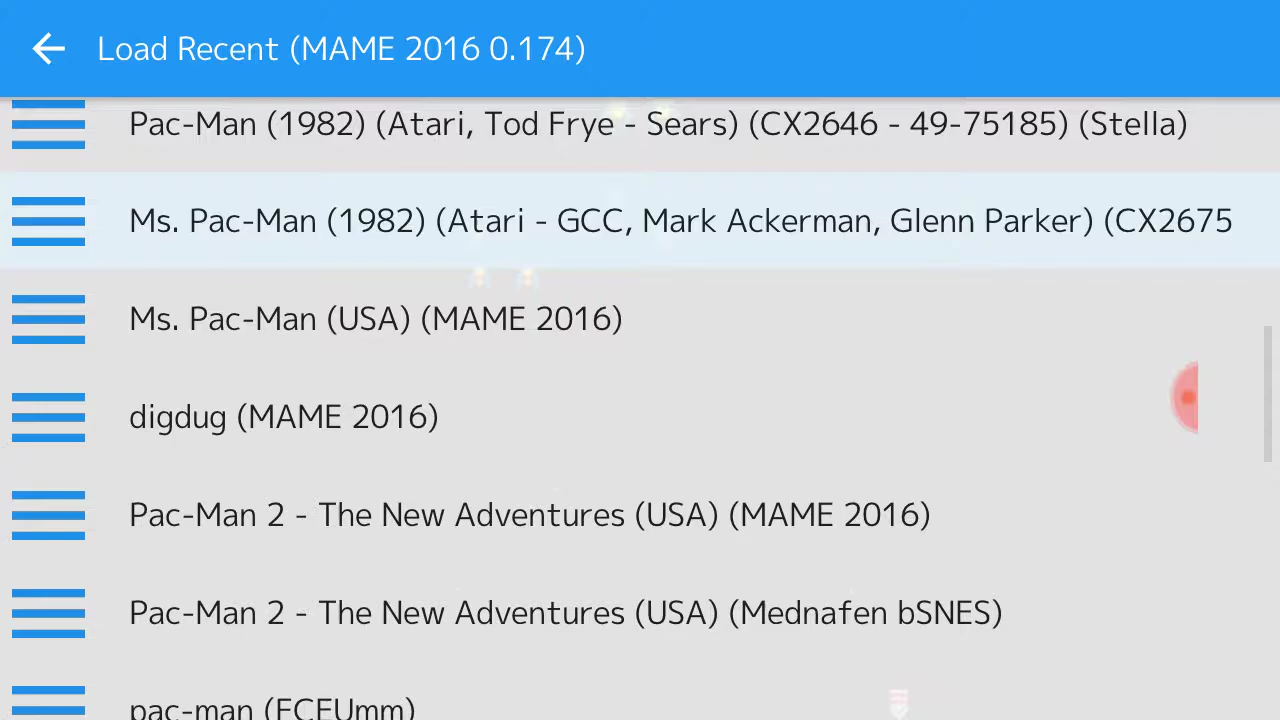 Load Recent (MAME 2016 0.174)
Pac-Man (1982) (Atari, Tod Frye - Sears) (CX2646 - 49-75185) (Stella)
Ms. Pac-Man (1982) (Atari - GCC, Mark Ackerman, Glenn Parker) (CX2675
Ms. Pac-Man (USA) (MAME 2016)
digdug (MAME 2016)
Pac-Man 2 - The New Adventures (USA) (MAME 2016)
Pac-Man 2 - The New Adventures (USA) (Mednafen bSNES)
pac-man (FCEUmm)